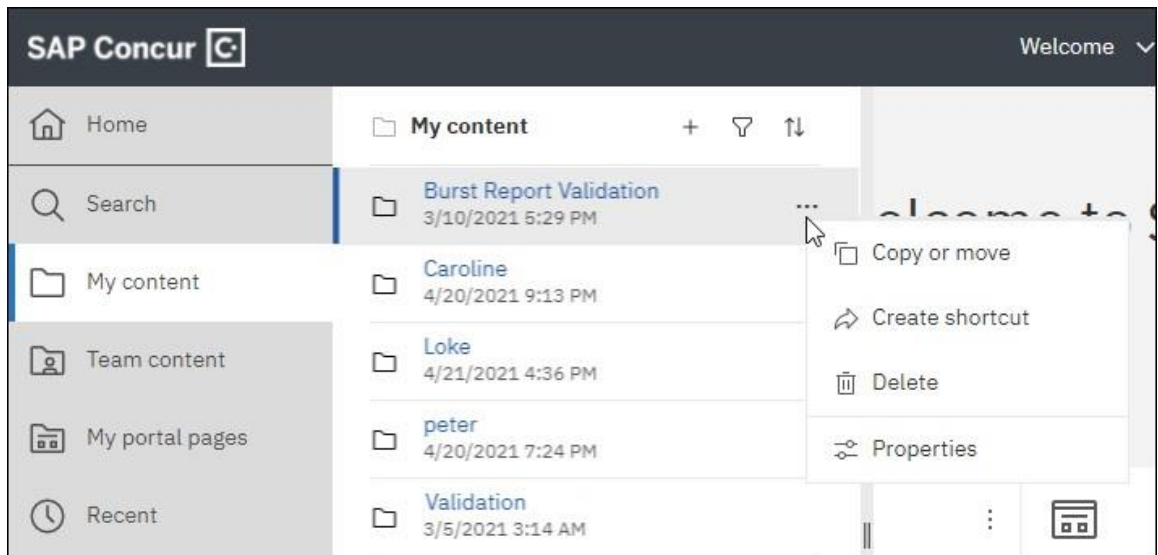 SAP Concur C
Welcome
Home
My content
Search
Burst Report Validation
3/10/2021 5:29 PM
...
My content
Caroline
4/20/2021 9:13 PM
Copy or move
Create shortcut
Team content
Loke
4/21/2021 4:36 PM
Delete
My portal pages
peter
4/20/2021 7:24 PM
Properties
Recent
Validation
3/5/2021 3:14 AM